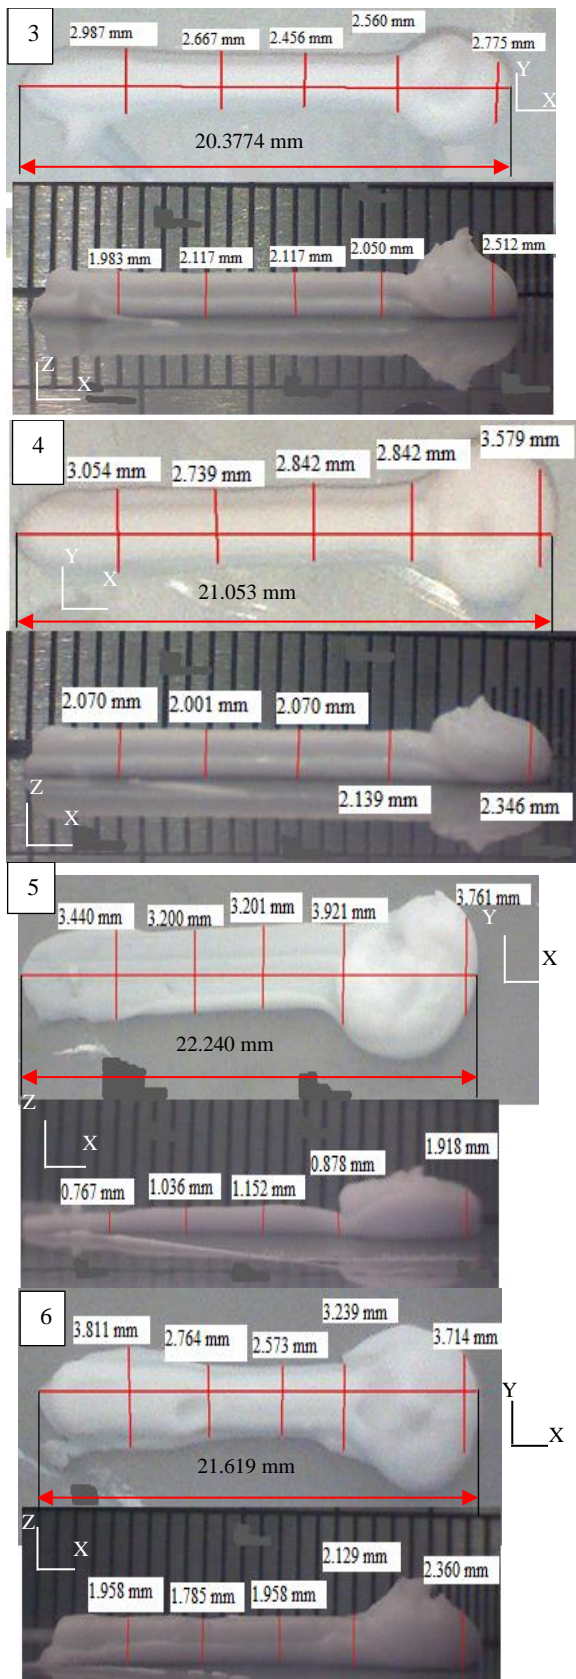 3
2.987 mm
2.667 mm
2.456 mm
2.560 mm
2.775 mm
Y
X
20.3774 mm
1.983 mm
2.117 mm
2.117 mm
2.050 mm
2.512 mm
Z
X
4
3.054 mm
2.739 mm
2.842 mm
2.842 mm
3.579 mm
Y
X
21.053 mm
2.070 mm
2.001 mm
2.070 mm
2.139 mm
2.346 mm
Z
X
5
3.440 mm
3.200 mm
3.201 mm
3.921 mm
3.761 mm
Y
X
22.240 mm
Z
X
0.767 mm
1.036 mm
1.152 mm
0.878 mm
1.918 mm
6
3.811 mm
2.764 mm
2.573 mm
3.239 mm
3.714 mm
Y
X
21.619 mm
Z
X
1.958 mm
1.785 mm
1.958 mm
2.129 mm
2.360 mm